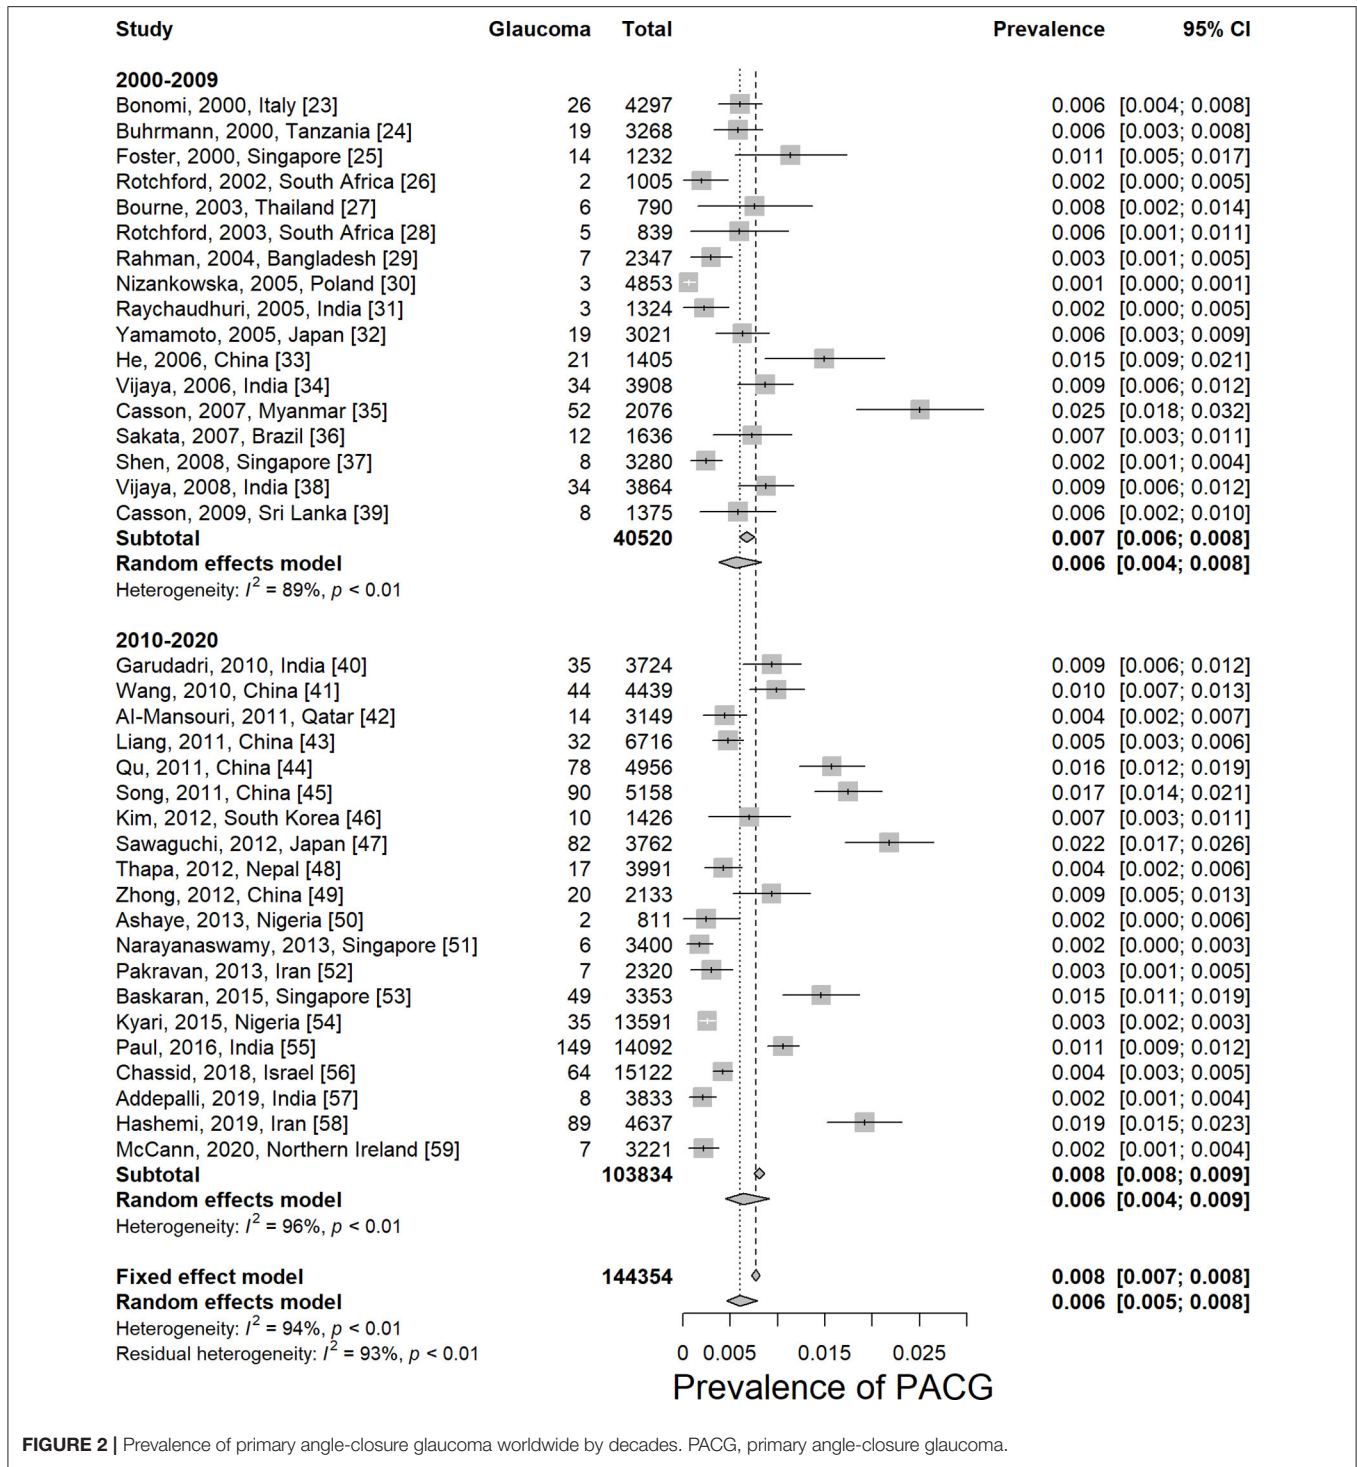 Study Glaucoma Total Prevalence 95% CI
2000-2009
Bonomi, 2000, Italy [23] 26 4297 0.006 [0.004; 0.008]
Buhrmann, 2000, Tanzania [24] 19 3268 0.006 [0.003; 0.008]
Foster, 2000, Singapore [25] 14 1232 0.011 [0.005; 0.017]
Rotchford, 2002, South Africa [26] 2 1005 0.002 [0.000; 0.005]
Bourne, 2003, Thailand [27] 6 790 0.008 [0.002; 0.014]
Rotchford, 2003, South Africa [28] 5 839 0.006 [0.001; 0.011]
Rahman, 2004, Bangladesh [29] 7 2347 0.003 [0.001; 0.005]
Nizankowska, 2005, Poland [30] 3 4853 0.001 [0.000; 0.001]
Raychaudhuri, 2005, India [31] 3 1324 0.002 [0.000; 0.005]
Yamamoto, 2005, Japan [32] 19 3021 0.006 [0.003; 0.009]
He, 2006, China [33] 21 1405 0.015 [0.009; 0.021]
Vijaya, 2006, India [34] 34 3908 0.009 [0.006; 0.012]
Casson, 2007, Myanmar [35] 52 2076 0.025 [0.018; 0.032]
Sakata, 2007, Brazil [36] 12 1636 0.007 [0.003; 0.011]
Shen, 2008, Singapore [37] 8 3280 0.002 [0.001; 0.004]
Vijaya, 2008, India [38] 34 3864 0.009 [0.006; 0.012]
Casson, 2009, Sri Lanka [39] 8 1375 0.006 [0.002; 0.010]
Subtotal 40520 0.007 [0.006; 0.008]
Random effects model 0.006 [0.004; 0.008]
Heterogeneity: I² = 89%, p < 0.01
2010-2020
Garudadri, 2010, India [40] 35 3724 0.009 [0.006; 0.012]
Wang, 2010, China [41] 44 4439 0.010 [0.007; 0.013]
Al-Mansouri, 2011, Qatar [42] 14 3149 0.004 [0.002; 0.007]
Liang, 2011, China [43] 32 6716 0.005 [0.003; 0.006]
Qu, 2011, China [44] 78 4956 0.016 [0.012; 0.019]
Song, 2011, China [45] 90 5158 0.017 [0.014; 0.021]
Kim, 2012, South Korea [46] 10 1426 0.007 [0.003; 0.011]
Sawaguchi, 2012, Japan [47] 82 3762 0.022 [0.017; 0.026]
Thapa, 2012, Nepal [48] 17 3991 0.004 [0.002; 0.006]
Zhong, 2012, China [49] 20 2133 0.009 [0.005; 0.013]
Ashaye, 2013, Nigeria [50] 2 811 0.002 [0.000; 0.006]
Narayanaswamy, 2013, Singapore [51] 6 3400 0.002 [0.000; 0.003]
Pakravan, 2013, Iran [52] 7 2320 0.003 [0.001; 0.005]
Baskaran, 2015, Singapore [53] 49 3353 0.015 [0.011; 0.019]
Kyari, 2015, Nigeria [54] 35 13591 0.003 [0.002; 0.003]
Paul, 2016, India [55] 149 14092 0.011 [0.009; 0.012]
Chassid, 2018, Israel [56] 64 15122 0.004 [0.003; 0.005]
Addepalli, 2019, India [57] 8 3833 0.002 [0.001; 0.004]
Hashemi, 2019, Iran [58] 89 4637 0.019 [0.015; 0.023]
McCann, 2020, Northern Ireland [59] 7 3221 0.002 [0.001; 0.004]
Subtotal 103834 0.008 [0.008; 0.009]
Random effects model 0.006 [0.004; 0.009]
Heterogeneity: I² = 96%, p < 0.01
Fixed effect model 144354 0.008 [0.007; 0.008]
Random effects model 0.006 [0.005; 0.008]
Heterogeneity: I² = 94%, p < 0.01
Residual heterogeneity: I² = 93%, p < 0.01
0 0.005 0.015 0.025
Prevalence of PACG
FIGURE 2 | Prevalence of primary angle-closure glaucoma worldwide by decades. PACG, primary angle-closure glaucoma.